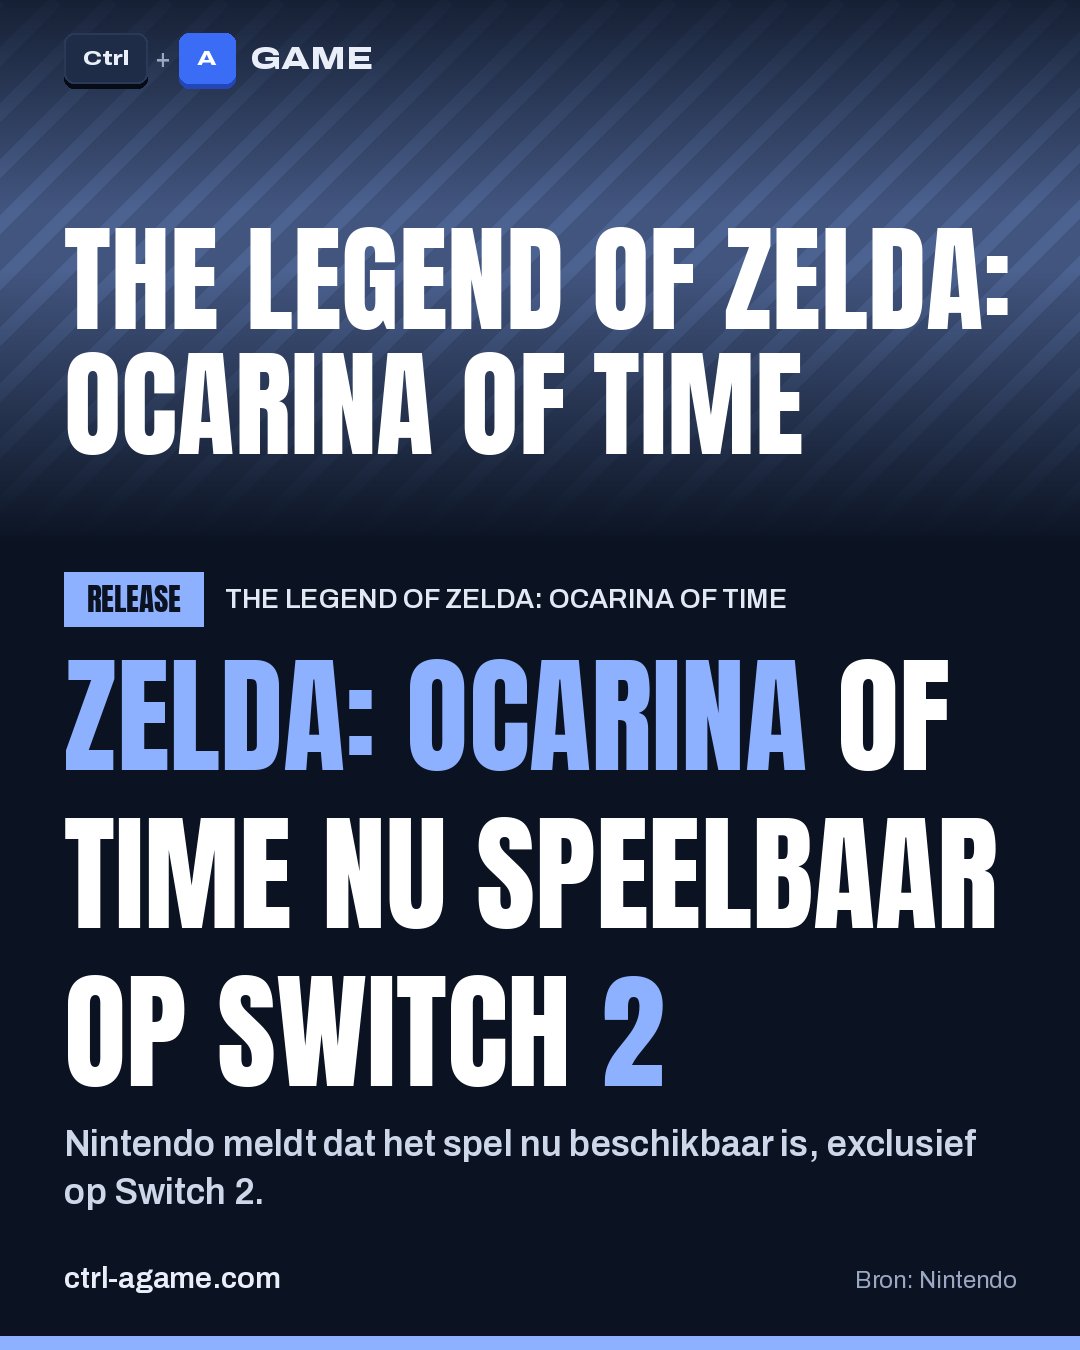 Ctrl + A GAME
THE LEGEND OF ZELDA:
OCARINA OF TIME
RELEASE THE LEGEND OF ZELDA: OCARINA OF TIME
ZELDA: OCARINA OF
TIME NU SPEELBAAR
OP SWITCH 2
Nintendo meldt dat het spel nu beschikbaar is, exclusief
op Switch 2.
ctrl-agame.com Bron: Nintendo